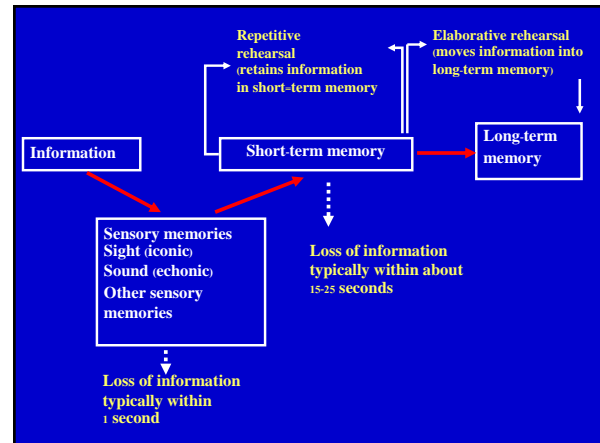 Repetitive
rehearsal
(retains information
in short=term memory
Elaborative rehearsal
(moves information into
long-term memory)
Information
Short-term memory
Long-term
memory
Sensory memories
Sight (iconic)
Sound (echonic)
Other sensory
memories
Loss of information
typically within about
15-25 seconds
Loss of information
typically within
1 second